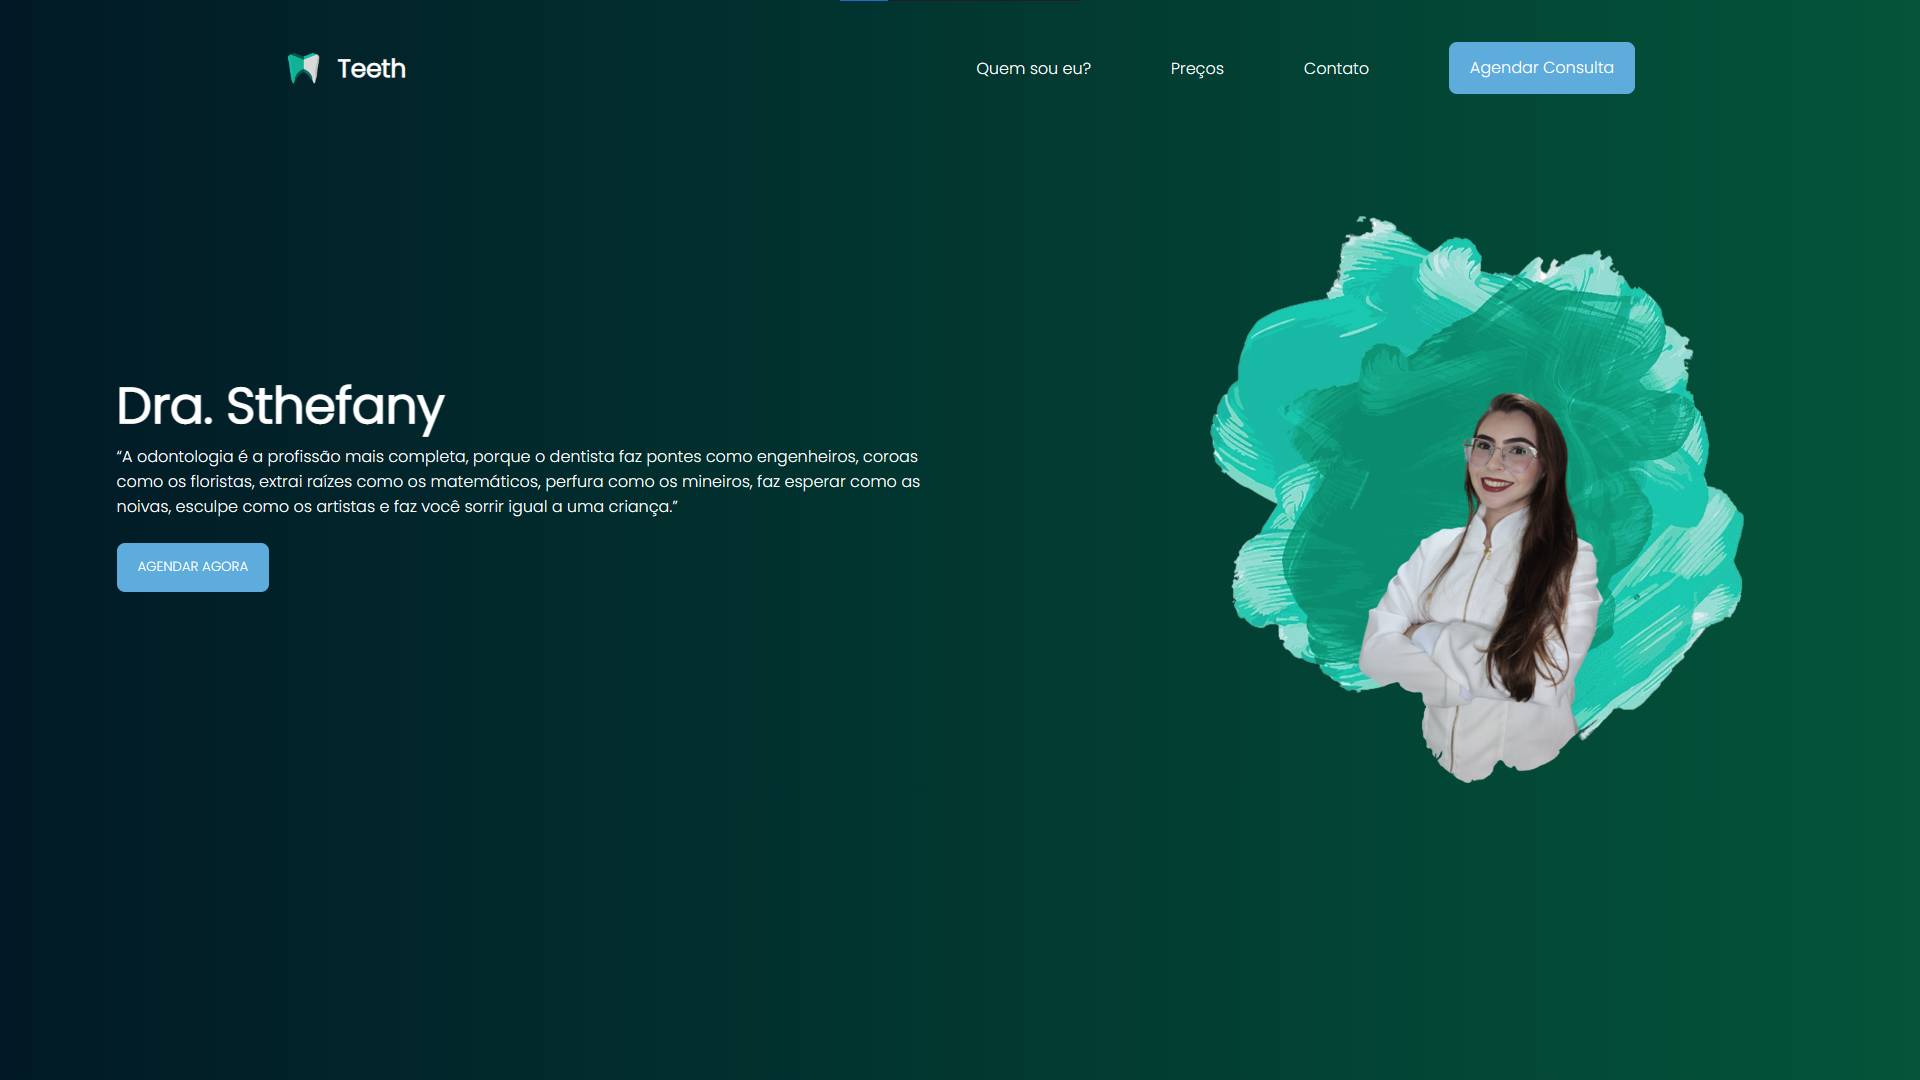 Teeth
Quem sou eu?
Preços
Contato
Agendar Consulta
Dra. Sthefany
“A odontologia é a profissão mais completa, porque o dentista faz pontes como engenheiros, coroas
como os floristas, extrai raízes como os matemáticos, perfura como os mineiros, faz esperar como as
noivas, esculpe como os artistas e faz você sorrir igual a uma criança.”
AGENDAR AGORA